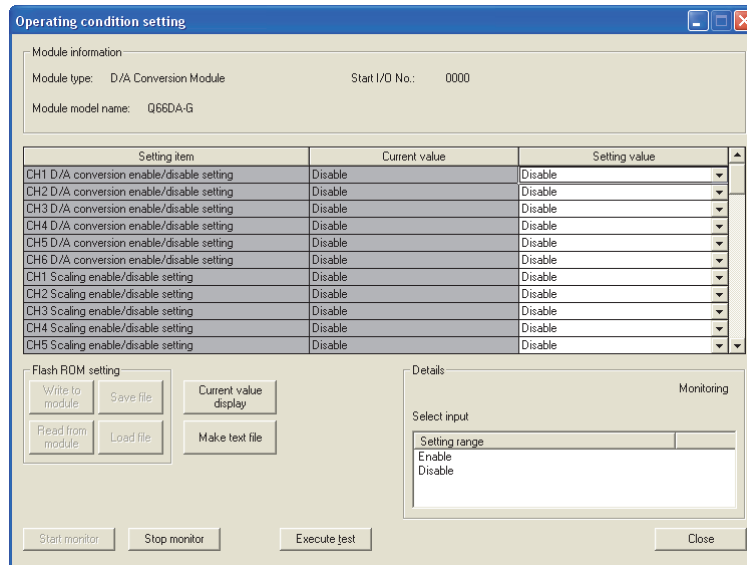 Operating condition setting
Module information
Module type: D/A Conversion Module Start I/O No.: 0000
Module model name: Q66DA-G
Setting item Current value Setting value
CH1 D/A conversion enable/disable setting Disable Disable
CH2 D/A conversion enable/disable setting Disable Disable
CH3 D/A conversion enable/disable setting Disable Disable
CH4 D/A conversion enable/disable setting Disable Disable
CH5 D/A conversion enable/disable setting Disable Disable
CH6 D/A conversion enable/disable setting Disable Disable
CH1 Scaling enable/disable setting Disable Disable
CH2 Scaling enable/disable setting Disable Disable
CH3 Scaling enable/disable setting Disable Disable
CH4 Scaling enable/disable setting Disable Disable
CH5 Scaling enable/disable setting Disable Disable
Flash ROM setting
Write to
module
Save file
Current value
display
Read from
module
Load file
Make text file
Details
Monitoring
Select input
Setting range
Enable
Disable
Start monitor Stop monitor Execute test Close